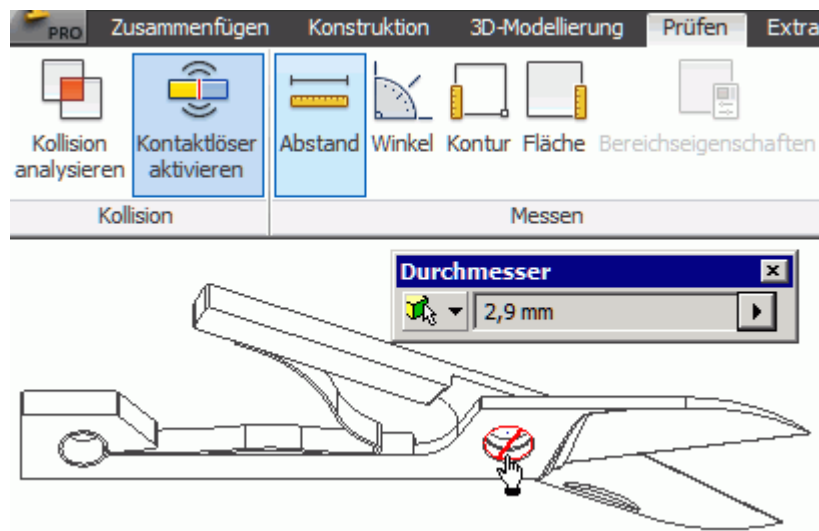 PRO Zusammenfügen Konstruktion 3D-Modellierung Prüfen Extra
Kollision analysieren
Kontaktlöser aktivieren
Abstand Winkel Kontur Fläche Bereichseigenschaften
Kollision Messen
Durchmesser
2,9 mm